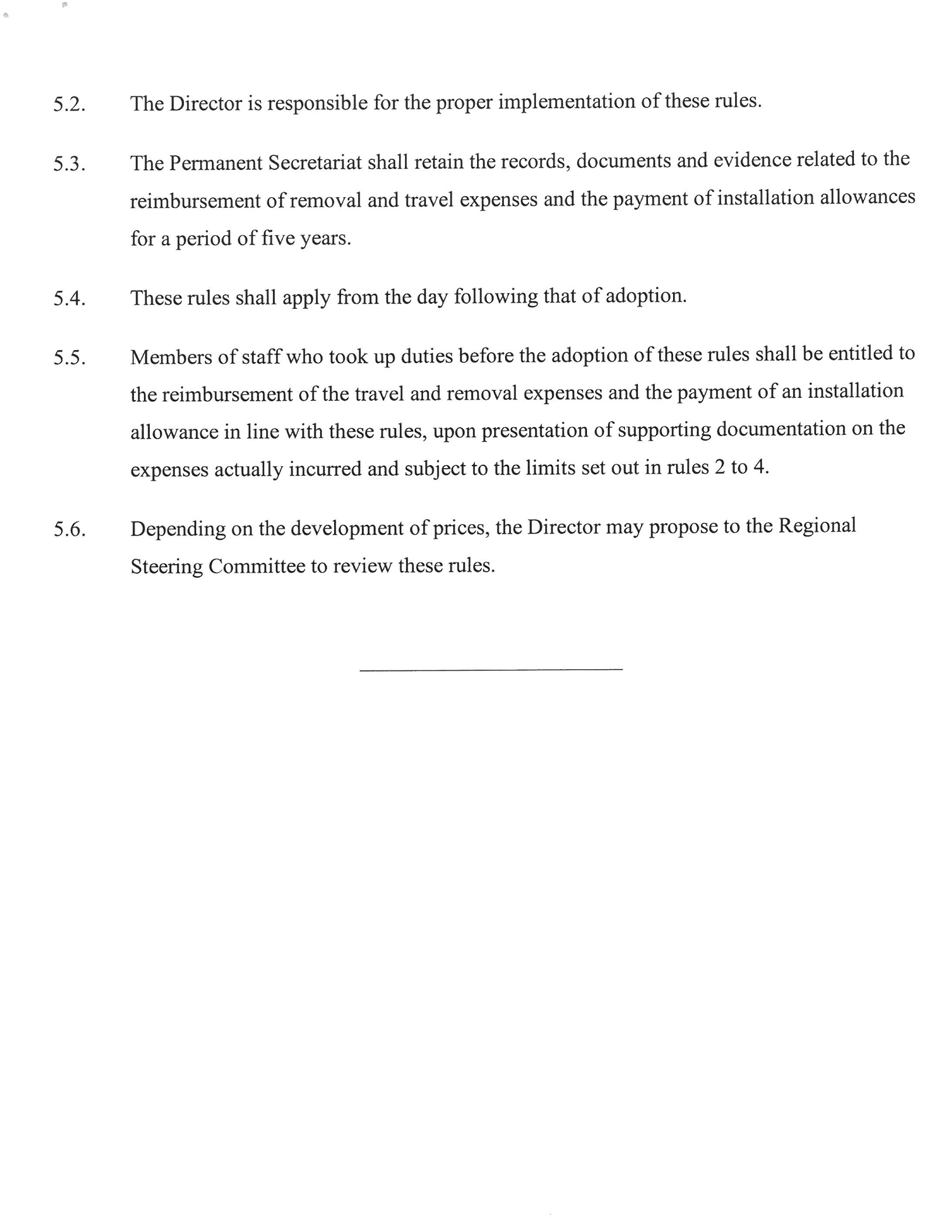 5.2. The Director is responsible for the proper implementation of these rules.
5.3. The Permanent Secretariat shall retain the records, documents and evidence related to the
reimbursement of removal and travel expenses and the payment of installation allowances
for a period of five years.
5.4. These rules shall apply from the day following that of adoption.
5.5. Members of staff who took up duties before the adoption of these rules shall be entitled to
the reimbursement of the travel and removal expenses and the payment of an installation
allowance in line with these rules, upon presentation of supporting documentation on the
expenses actually incurred and subject to the limits set out in rules 2 to 4.
5.6. Depending on the development of prices, the Director may propose to the Regional
Steering Committee to review these rules.